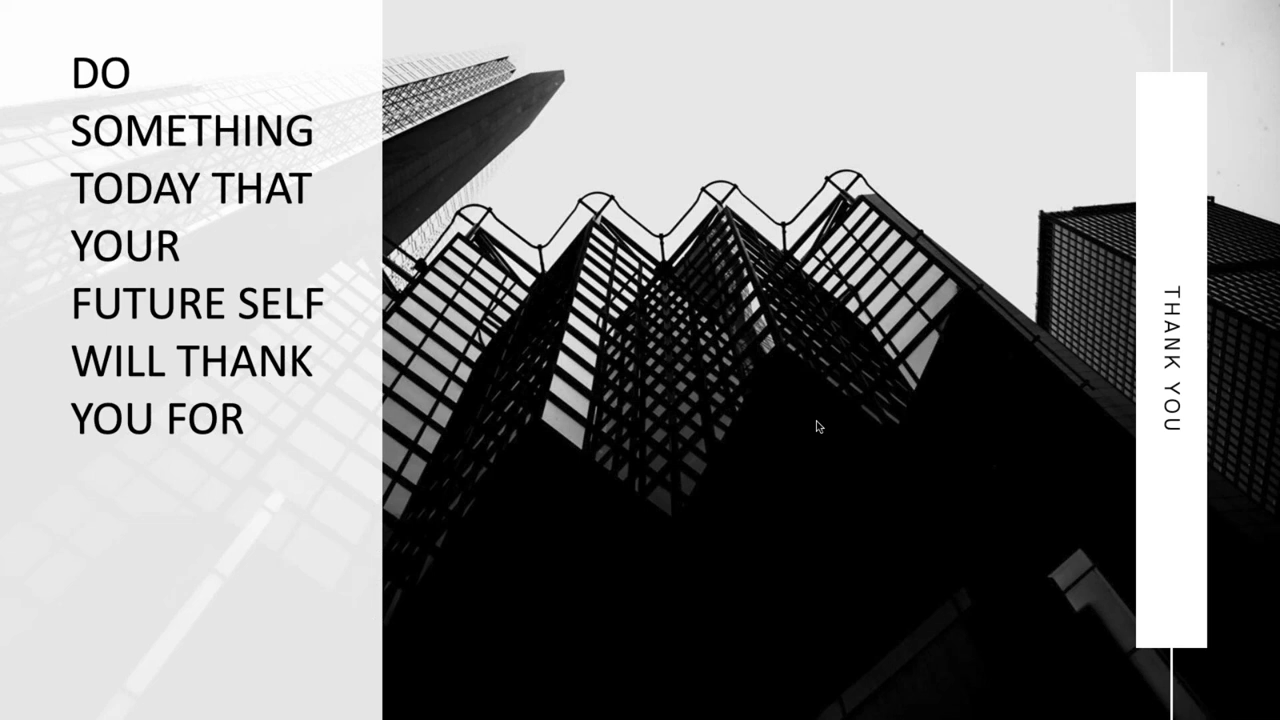 DO
SOMETHING
TODAY THAT
YOUR
FUTURE SELF
WILL THANK
YOU FOR
THANK YOU